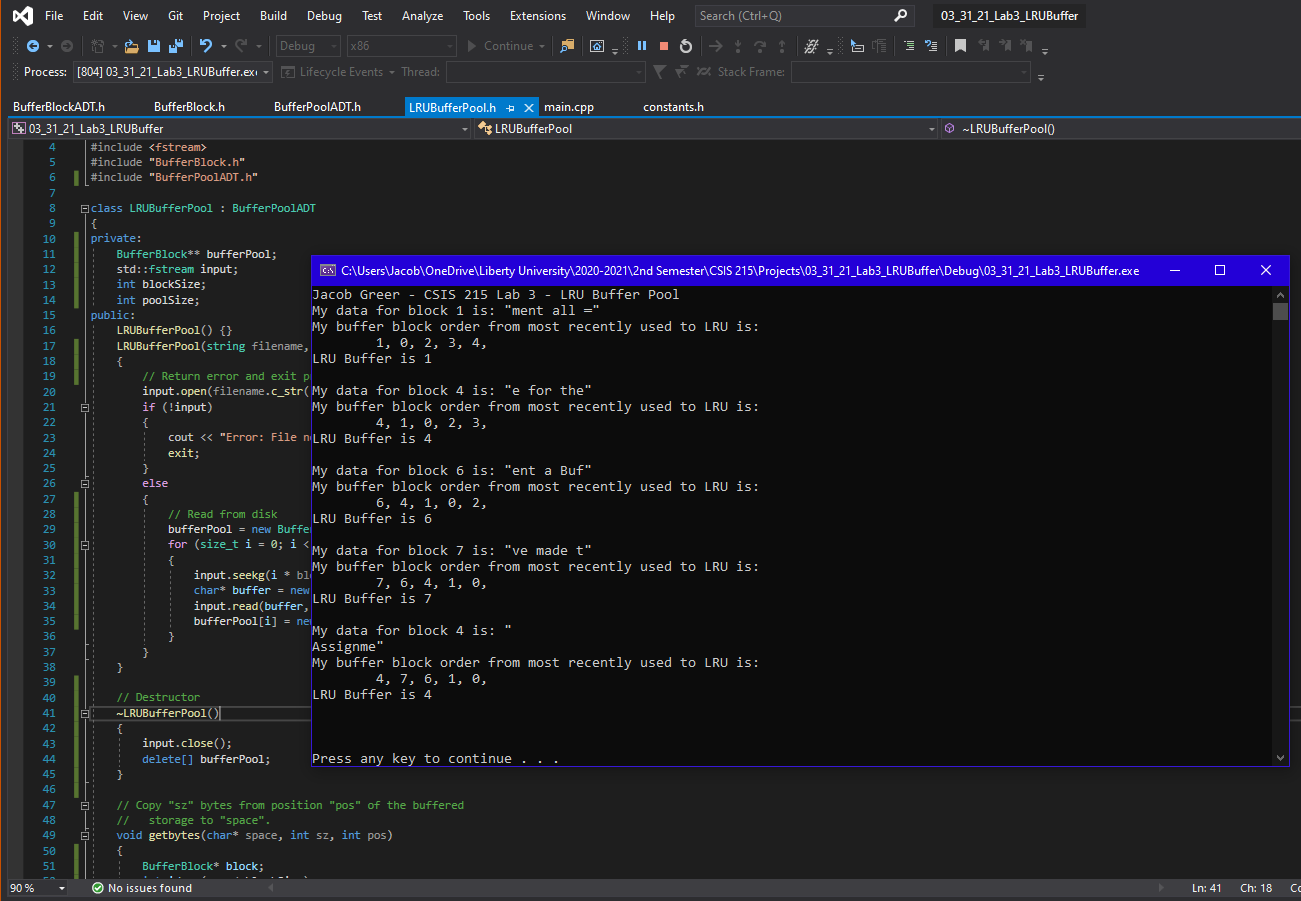 File Edit View Git Project Build Debug Test Analyze Tools Extensions Window Help Search (Ctrl+Q) 03_31_21_Lab3_LRUBuffer
Debug x86 Continue
Process: [804] 03_31_21_Lab3_LRUBuffer.exe Lifecycle Events Thread: Stack Frame:
BufferBlockADT.h BufferBlock.h BufferPoolADT.h LRUBufferPool.h main.cpp constants.h
03_31_21_Lab3_LRUBuffer LRUBufferPool ~LRUBufferPool()
4 #include <fstream>
5 #include "BufferBlock.h"
6 #include "BufferPoolADT.h"
7
8 class LRUBufferPool : BufferPoolADT
9 {
10 private:
11 BufferBlock** bufferPool;
12 std::fstream input;
13 int blockSize;
14 int poolSize;
15 public:
16 LRUBufferPool() {}
17 LRUBufferPool(string filename,
18 {
19 // Return error and exit p
20 input.open(filename.c_str(
21 if (!input)
22 {
23 cout << "Error: File n
24 exit;
25 }
26 else
27 {
28 // Read from disk
29 bufferPool = new Buffe
30 for (size_t i = 0; i <
31 {
32 input.seekg(i * bl
33 char* buffer = new
34 input.read(buffer,
35 bufferPool[i] = new
36 }
37 }
38 }
39
40 // Destructor
41 ~LRUBufferPool()
42 {
43 input.close();
44 delete[] bufferPool;
45 }
46
47 // Copy "sz" bytes from position "pos" of the buffered
48 // storage to "space".
49 void getbytes(char* space, int sz, int pos)
50 {
51 BufferBlock* block;
C:\Users\Jacob\OneDrive\Liberty University\2020-2021\2nd Semester\CSIS 215\Projects\03_31_21_Lab3_LRUBuffer\Debug\03_31_21_Lab3_LRUBuffer.exe
Jacob Greer - CSIS 215 Lab 3 - LRU Buffer Pool
My data for block 1 is: "ment all ="
My buffer block order from most recently used to LRU is:
1, 0, 2, 3, 4,
LRU Buffer is 1
My data for block 4 is: "e for the"
My buffer block order from most recently used to LRU is:
4, 1, 0, 2, 3,
LRU Buffer is 4
My data for block 6 is: "ent a Buf"
My buffer block order from most recently used to LRU is:
6, 4, 1, 0, 2,
LRU Buffer is 6
My data for block 7 is: "ve made t"
My buffer block order from most recently used to LRU is:
7, 6, 4, 1, 0,
LRU Buffer is 7
My data for block 4 is: "
Assignme"
My buffer block order from most recently used to LRU is:
4, 7, 6, 1, 0,
LRU Buffer is 4
Press any key to continue . . .
90 % No issues found Ln: 41 Ch: 18